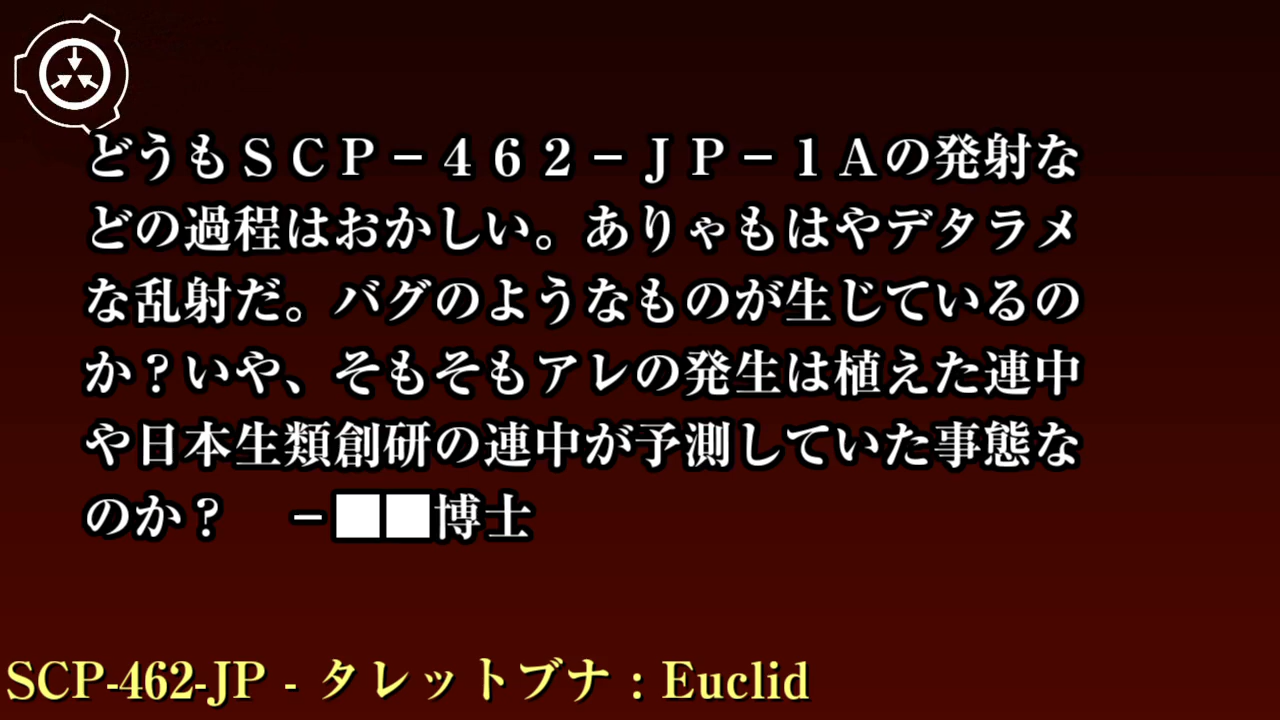 どうもＳＣＰ－４６２－ＪＰ－１Ａの発射な
どの過程はおかしい。ありゃもはやデタラメ
な乱射だ。バグのようなものが生じているの
か？いや、そもそもアレの発生は植えた連中
や日本生類創研の連中が予測していた事態な
のか？　－■■博士
SCP-462-JP - タレットブナ : Euclid